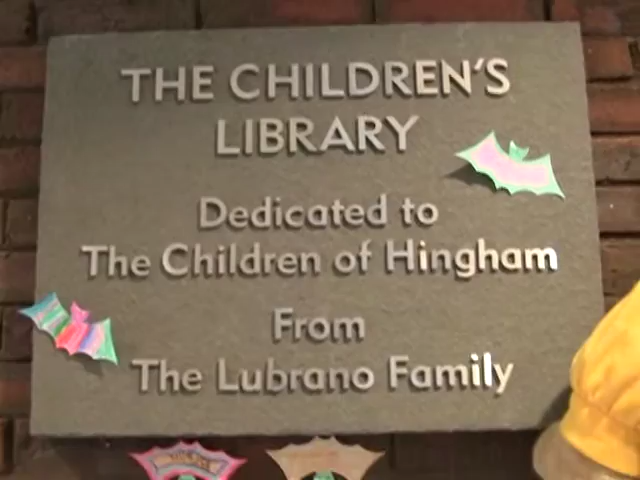 THE CHILDREN'S
LIBRARY
Dedicated to
The Children of Hingham
From
The Lubrano Family